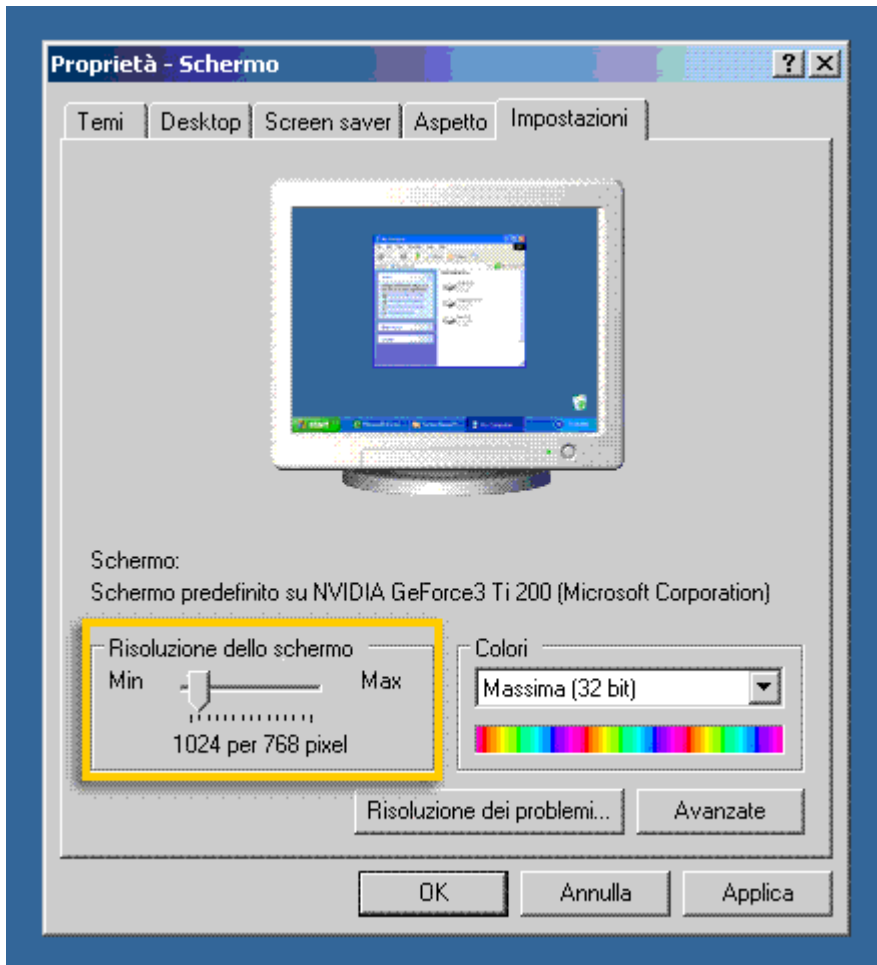 Proprietà - Schermo
Temi Desktop Screen saver Aspetto Impostazioni
Schermo:
Schermo predefinito su NVIDIA GeForce3 Ti 200 (Microsoft Corporation)
Risoluzione dello schermo
Min Max
1024 per 768 pixel
Colori
Massima (32 bit)
Risoluzione dei problemi... Avanzate
OK Annulla Applica